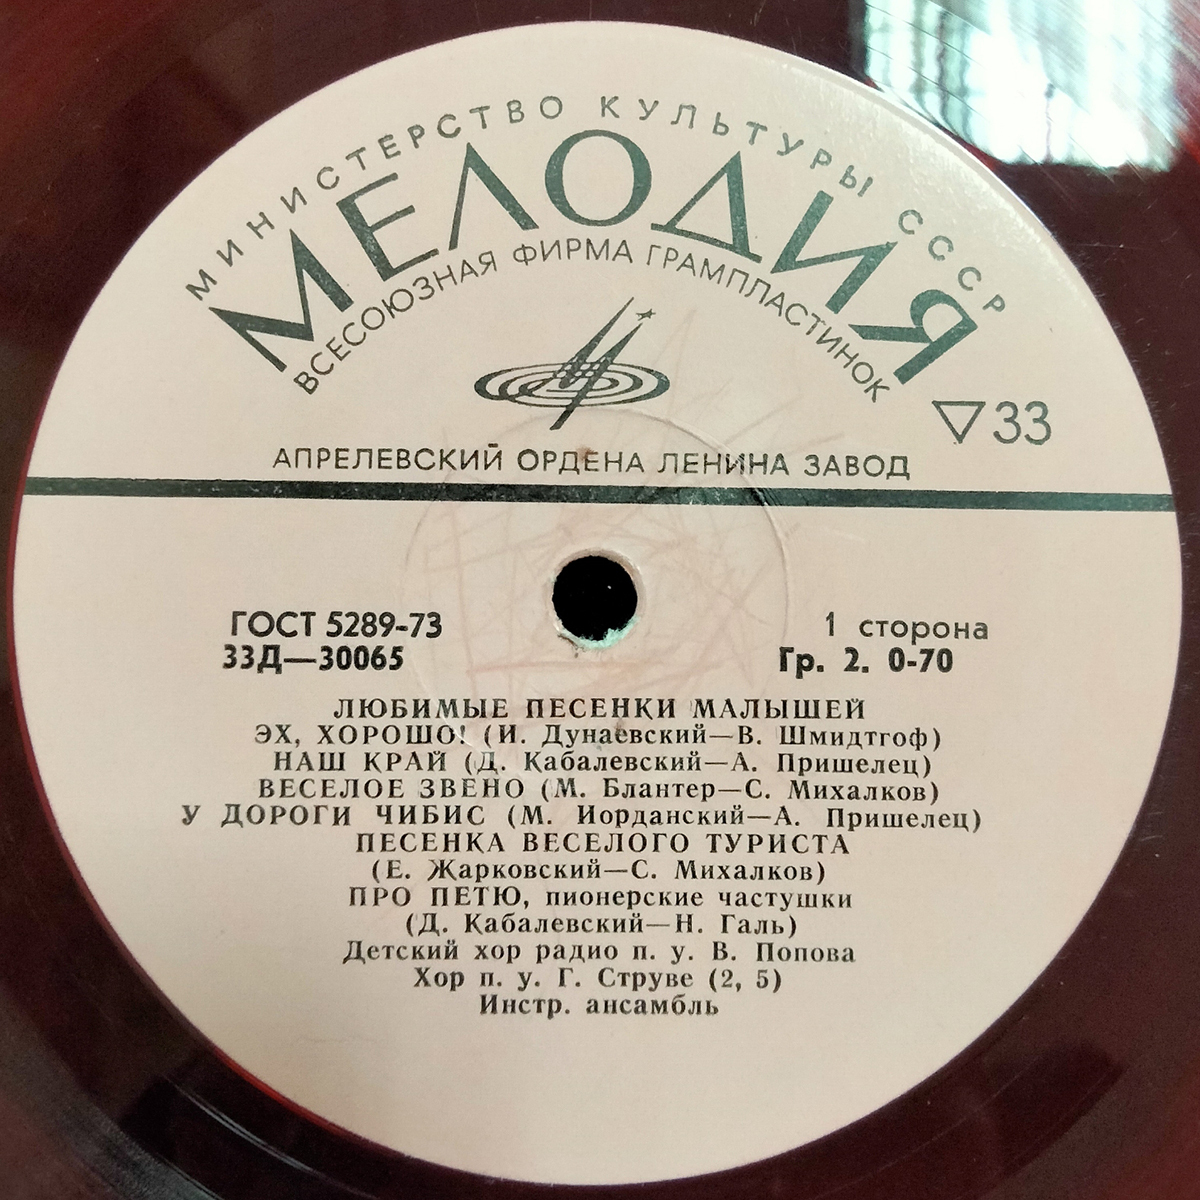 МИНИСТЕРСТВО КУЛЬТУРЫ СССР
МЕЛОДИЯ
ВСЕСОЮЗНАЯ ФИРМА ГРАМПЛАСТИНОК
▽33
АПРЕЛЕВСКИЙ ОРДЕНА ЛЕНИНА ЗАВОД
ГОСТ 5289-73
1 сторона
33Д—30065
Гр. 2. 0-70
ЛЮБИМЫЕ ПЕСЕНКИ МАЛЫШЕЙ
ЭХ, ХОРОШО! (И. Дунаевский—В. Шмидтгоф)
НАШ КРАЙ (Д. Кабалевский—А. Пришелец)
ВЕСЕЛОЕ ЗВЕНО (М. Блантер—С. Михалков)
У ДОРОГИ ЧИБИС (М. Иорданский—А. Пришелец)
ПЕСЕНКА ВЕСЕЛОГО ТУРИСТА
(Е. Жарковский—С. Михалков)
ПРО ПЕТЮ, пионерские частушки
(Д. Кабалевский—Н. Галь)
Детский хор радио п. у. В. Попова
Хор п. у. Г. Струве (2, 5)
Инстр. ансамбль